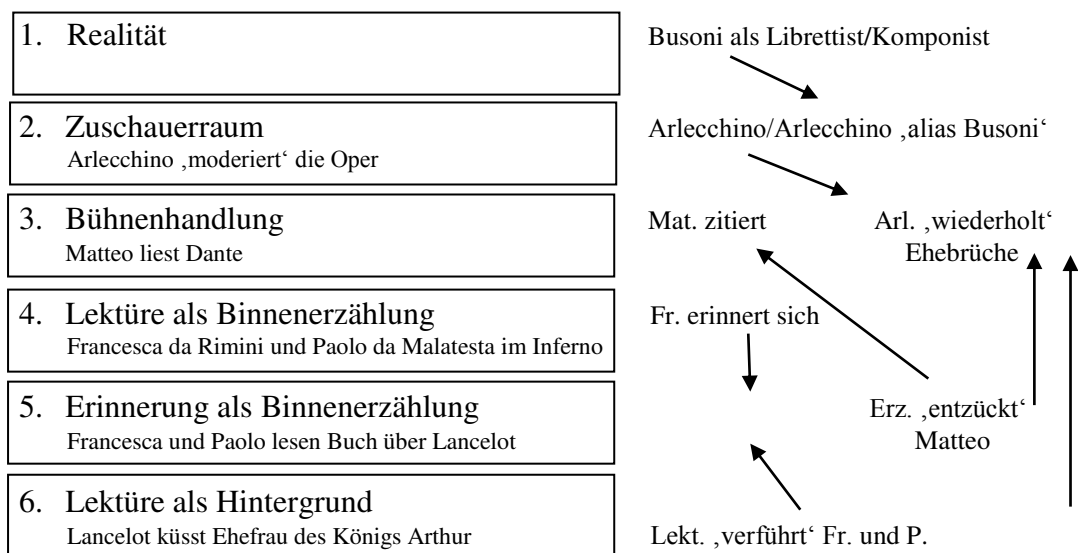 1. Realität
Busoni als Librettist/Komponist
2. Zuschauerraum
Arlecchino ‚moderiert‘ die Oper
Arlecchino/Arlecchino ‚alias Busoni‘
3. Bühnenhandlung
Matteo liest Dante
Mat. zitiert
Arl. ‚wiederholt‘
Ehebrüche
4. Lektüre als Binnenerzählung
Francesca da Rimini und Paolo da Malatesta im Inferno
Fr. erinnert sich
5. Erinnerung als Binnenerzählung
Francesca und Paolo lesen Buch über Lancelot
Erz. ‚entzückt‘
Matteo
6. Lektüre als Hintergrund
Lancelot küsst Ehefrau des Königs Arthur
Lekt. ‚verführt‘ Fr. und P.